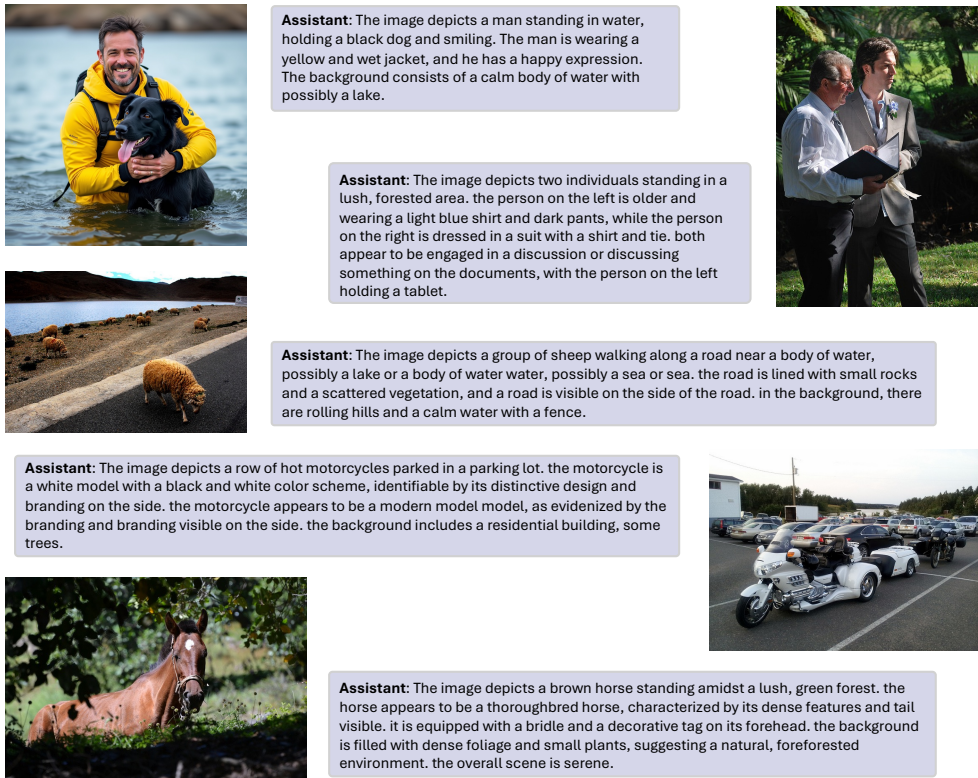 Assistant: The image depicts a man standing in water,
holding a black dog and smiling. The man is wearing a
yellow and wet jacket, and he has a happy expression.
The background consists of a calm body of water with
possibly a lake.
Assistant: The image depicts two individuals standing in a
lush, forested area. the person on the left is older and
wearing a light blue shirt and dark pants, while the person
on the right is dressed in a suit with a shirt and tie. both
appear to be engaged in a discussion or discussing
something on the documents, with the person on the left
holding a tablet.
Assistant: The image depicts a group of sheep walking along a road near a body of water,
possibly a lake or a body of water water, possibly a sea or sea. the road is lined with small rocks
and a scattered vegetation, and a road is visible on the side of the road. in the background, there
are rolling hills and a calm water with a fence.
Assistant: The image depicts a row of hot motorcycles parked in a parking lot. the motorcycle is
a white model with a black and white color scheme, identifiable by its distinctive design and
branding on the side. the motorcycle appears to be a modern model model, as evidenized by the
branding and branding visible on the side. the background includes a residential building, some
trees.
Assistant: The image depicts a brown horse standing amidst a lush, green forest. the
horse appears to be a thoroughbred horse, characterized by its dense features and tail
visible. it is equipped with a bridle and a decorative tag on its forehead. the background
is filled with dense foliage and small plants, suggesting a natural, foreforested
environment. the overall scene is serene.